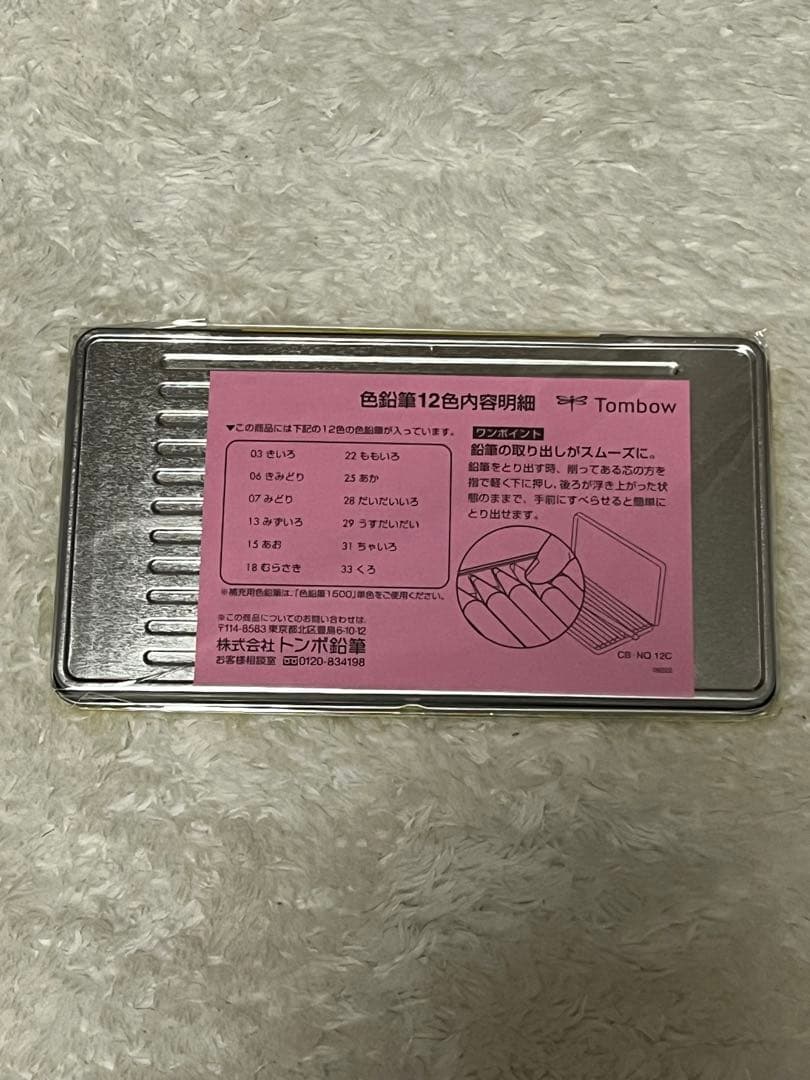 色鉛筆12色内容明細
Tombow
▼この商品には下記の12色の色鉛筆が入っています。
03 きいろ
06 きみどり
07 みどり
13 みずいろ
15 あお
18 むらさき
22 ももいろ
25 あか
28 だいだいいろ
29 うすだいだい
31 ちゃいろ
33 くろ
※補充用色鉛筆は、「色鉛筆1500」単色をご使用ください。
ワンポイント
鉛筆の取り出しがスムーズに。
鉛筆をとり出す時、削ってある芯の方を
指で軽く下に押し、後ろが浮き上がった状
態のままで、手前にすべらせると簡単に
とり出せます。
※この商品についてのお問い合わせは、
〒114-8583 東京都北区豊島6-10-12
株式会社 トンボ鉛筆
お客様相談室 0120-834198
CB-NO.12C